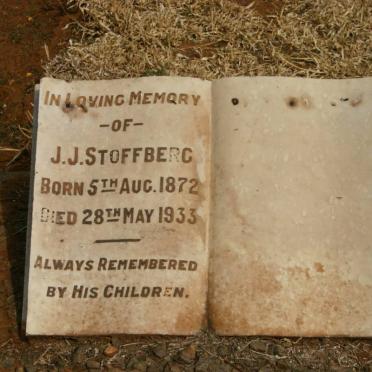 IN LOVING MEMORY
-OF-
J.J. STOFFBERG
BORN 5TH AUG. 1872
DIED 28TH MAY 1933
ALWAYS REMEMBERED
BY HIS CHILDREN.